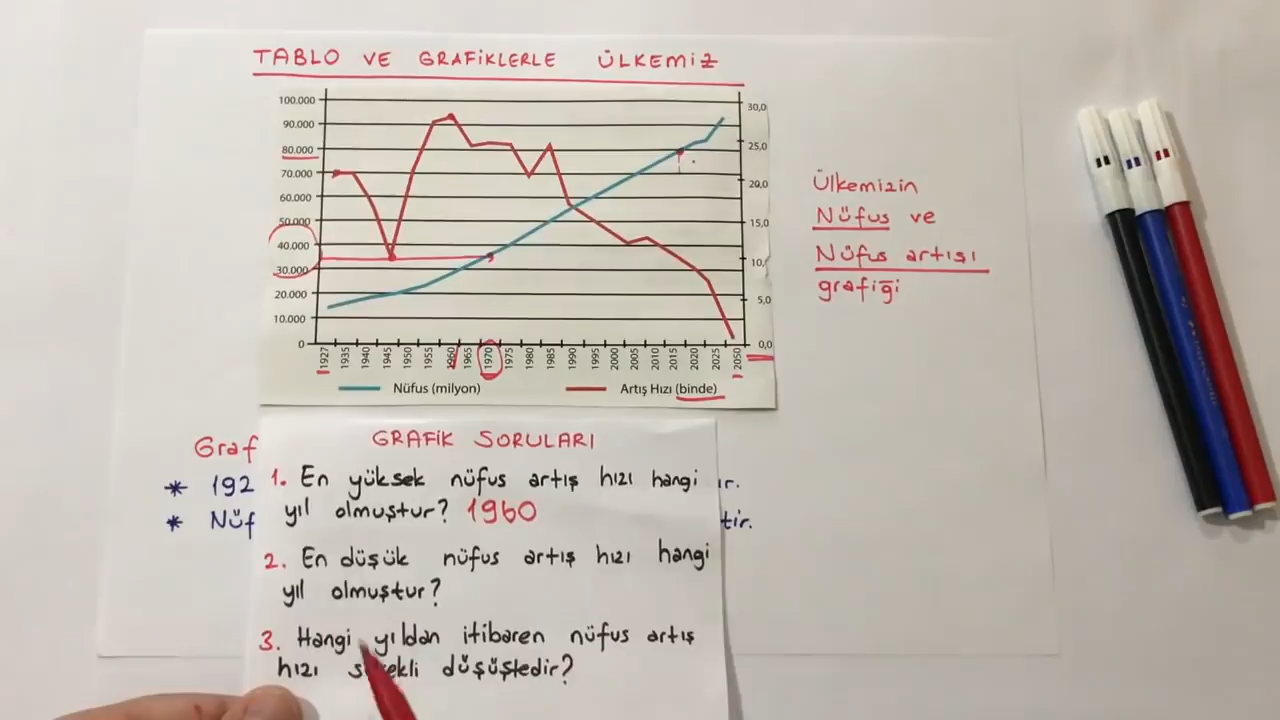 TABLO VE GRAFİKLERLE ÜLKEMİZ
100.000
90.000
80.000
70.000
60.000
50.000
40.000
30.000
20.000
10.000
0
30,0
25,0
20,0
15,0
10,
5,0
0,0
1927 1935 1940 1945 1950 1955 1960 1965 1970 1975 1980 1985 1990 1995 2000 2005 2010 2015 2020 2025 2050
Nüfus (milyon) Artış Hızı (binde)
Ülkemizin
Nüfus ve
Nüfus artışı
grafiği
Graf
* 192
* Nüf
ır.
tir.
GRAFİK SORULARI
1. En yüksek nüfus artış hızı hangi
yıl olmuştur? 1960
2. En düşük nüfus artış hızı hangi
yıl olmuştur?
3. Hangi yıldan itibaren nüfus artış
hızı sürekli düşüştedir?